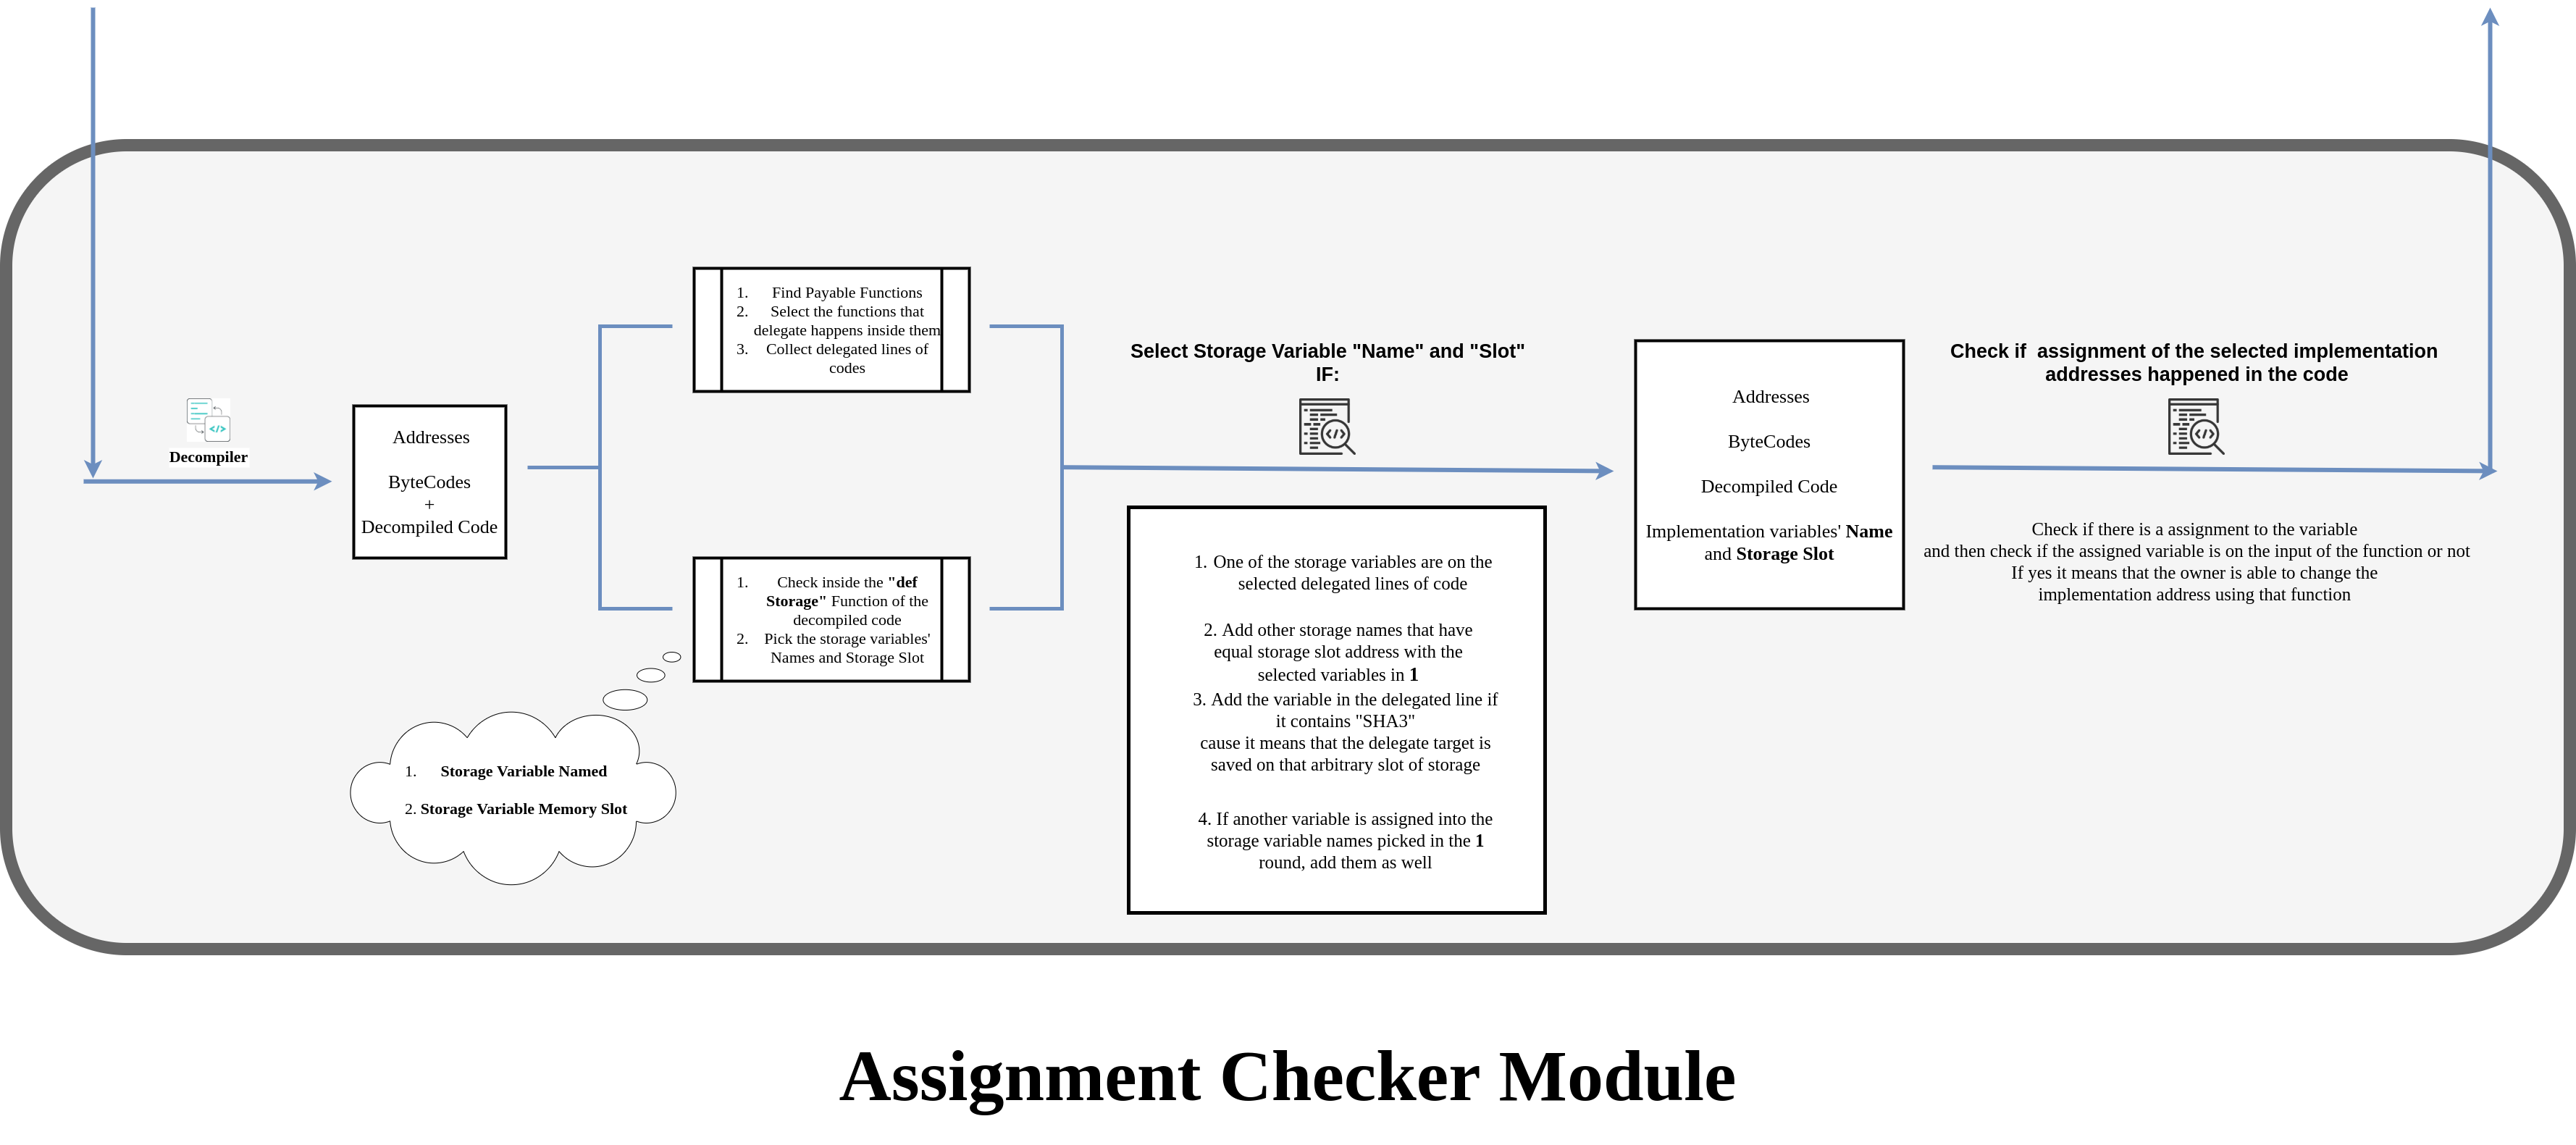 Decompiler
Addresses
ByteCodes
+
Decompiled Code
1. Find Payable Functions
2. Select the functions that
delegate happens inside them
3. Collect delegated lines of
codes
1. Check inside the "def
Storage" Function of the
decompiled code
2. Pick the storage variables'
Names and Storage Slot
1. Storage Variable Named
2. Storage Variable Memory Slot
Select Storage Variable "Name" and "Slot"
IF:
1. One of the storage variables are on the
selected delegated lines of code
2. Add other storage names that have
equal storage slot address with the
selected variables in 1
3. Add the variable in the delegated line if
it contains "SHA3"
cause it means that the delegate target is
saved on that arbitrary slot of storage
4. If another variable is assigned into the
storage variable names picked in the 1
round, add them as well
Addresses
ByteCodes
Decompiled Code
Implementation variables' Name
and Storage Slot
Check if assignment of the selected implementation
addresses happened in the code
Check if there is a assignment to the variable
and then check if the assigned variable is on the input of the function or not
If yes it means that the owner is able to change the
implementation address using that function
Assignment Checker Module